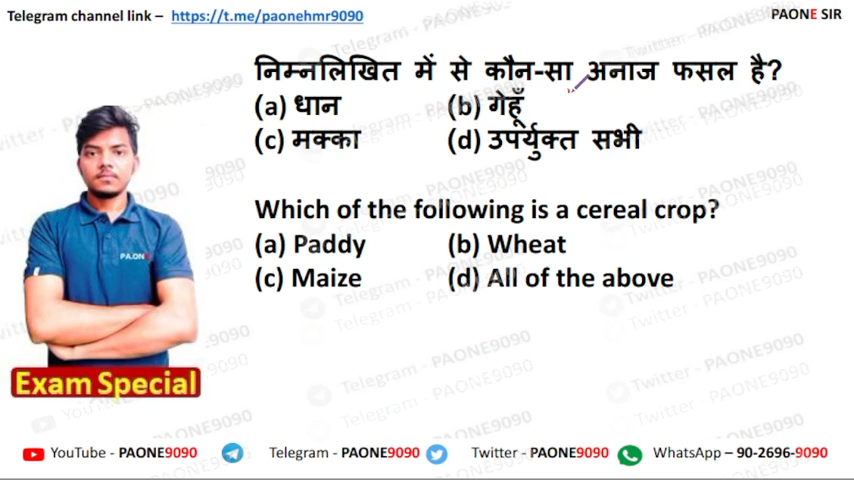 Telegram channel link – https://t.me/paonehmr9090
PAONE SIR
निम्नलिखित में से कौन-सा अनाज फसल है?
(a) धान (b) गेहूँ
(c) मक्का (d) उपर्युक्त सभी
Which of the following is a cereal crop?
(a) Paddy (b) Wheat
(c) Maize (d) All of the above
PA.ONE
Exam Special
YouTube - PAONE9090 Telegram - PAONE9090 Twitter - PAONE9090 WhatsApp – 90-2696-9090